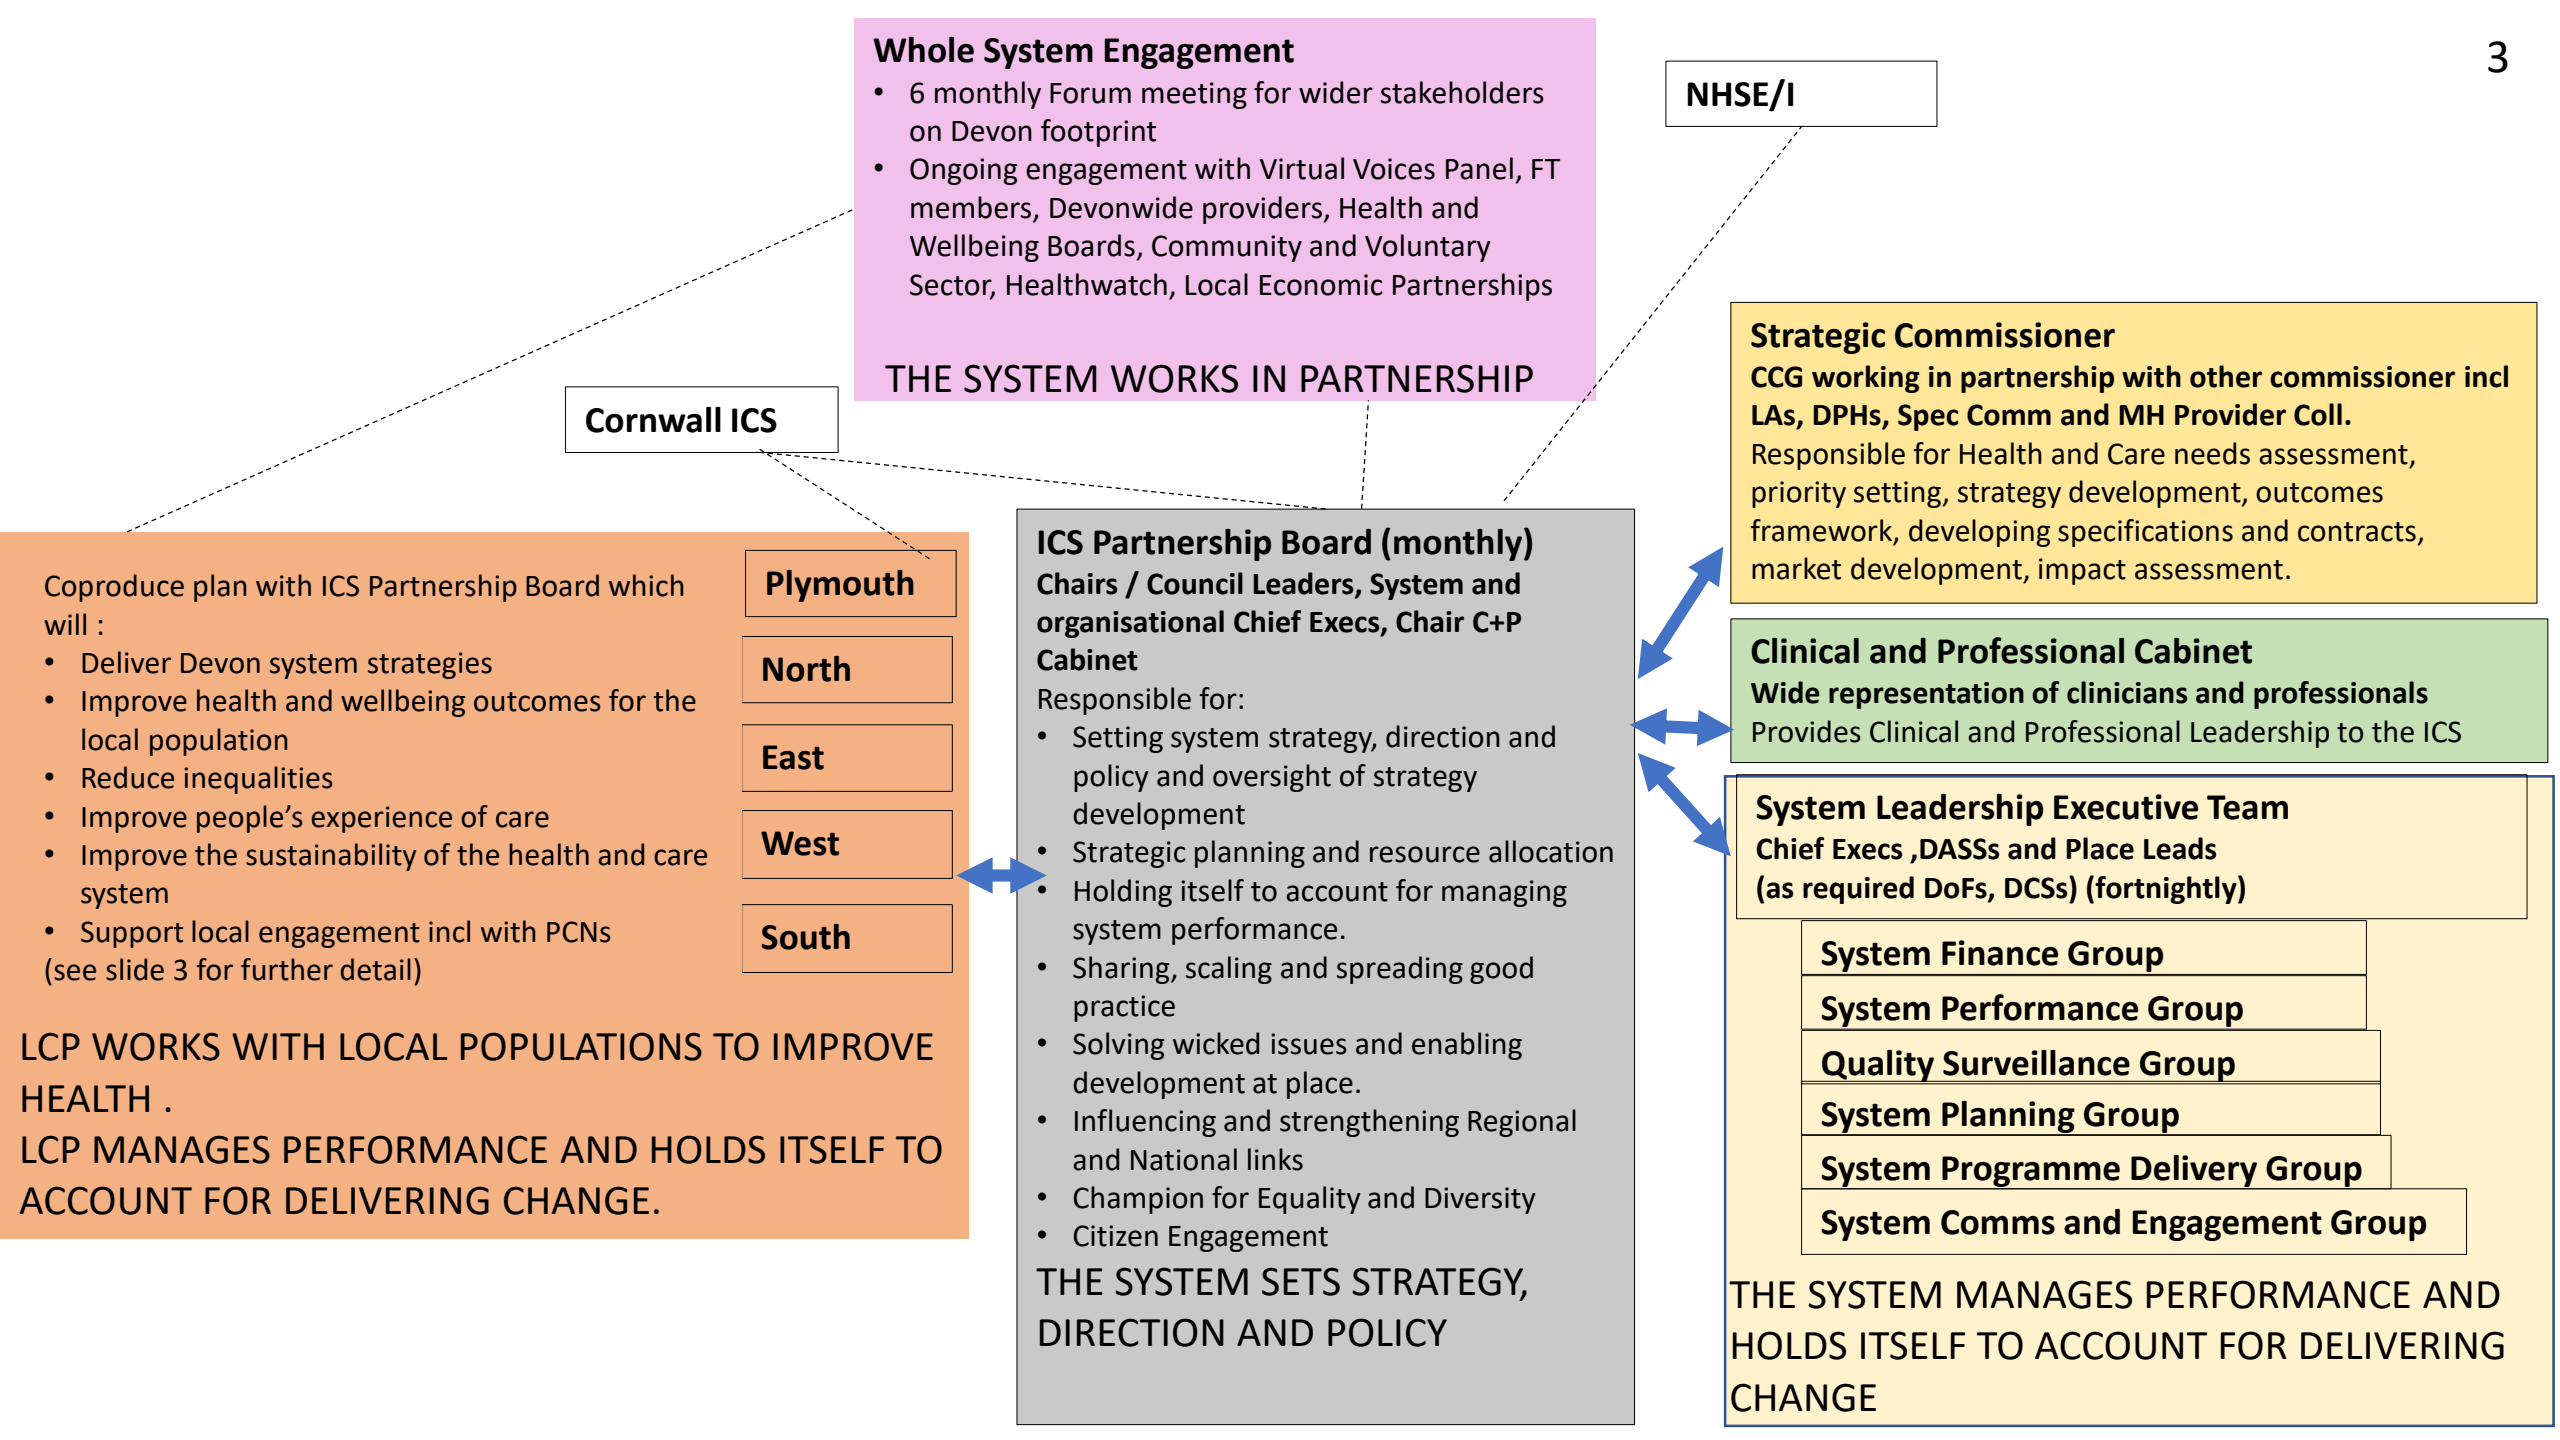 3
Whole System Engagement
• 6 monthly Forum meeting for wider stakeholders
on Devon footprint
• Ongoing engagement with Virtual Voices Panel, FT
members, Devonwide providers, Health and
Wellbeing Boards, Community and Voluntary
Sector, Healthwatch, Local Economic Partnerships
THE SYSTEM WORKS IN PARTNERSHIP
NHSE/I
Cornwall ICS
Coproduce plan with ICS Partnership Board which
will :
• Deliver Devon system strategies
• Improve health and wellbeing outcomes for the
local population
• Reduce inequalities
• Improve people’s experience of care
• Improve the sustainability of the health and care
system
• Support local engagement incl with PCNs
(see slide 3 for further detail)
Plymouth
North
East
West
South
LCP WORKS WITH LOCAL POPULATIONS TO IMPROVE
HEALTH .
LCP MANAGES PERFORMANCE AND HOLDS ITSELF TO
ACCOUNT FOR DELIVERING CHANGE.
ICS Partnership Board (monthly)
Chairs / Council Leaders, System and
organisational Chief Execs, Chair C+P
Cabinet
Responsible for:
• Setting system strategy, direction and
policy and oversight of strategy
development
• Strategic planning and resource allocation
• Holding itself to account for managing
system performance.
• Sharing, scaling and spreading good
practice
• Solving wicked issues and enabling
development at place.
• Influencing and strengthening Regional
and National links
• Champion for Equality and Diversity
• Citizen Engagement
THE SYSTEM SETS STRATEGY,
DIRECTION AND POLICY
Strategic Commissioner
CCG working in partnership with other commissioner incl
LAs, DPHs, Spec Comm and MH Provider Coll.
Responsible for Health and Care needs assessment,
priority setting, strategy development, outcomes
framework, developing specifications and contracts,
market development, impact assessment.
Clinical and Professional Cabinet
Wide representation of clinicians and professionals
Provides Clinical and Professional Leadership to the ICS
System Leadership Executive Team
Chief Execs ,DASSs and Place Leads
(as required DoFs, DCSs) (fortnightly)
System Finance Group
System Performance Group
Quality Surveillance Group
System Planning Group
System Programme Delivery Group
System Comms and Engagement Group
THE SYSTEM MANAGES PERFORMANCE AND
HOLDS ITSELF TO ACCOUNT FOR DELIVERING
CHANGE